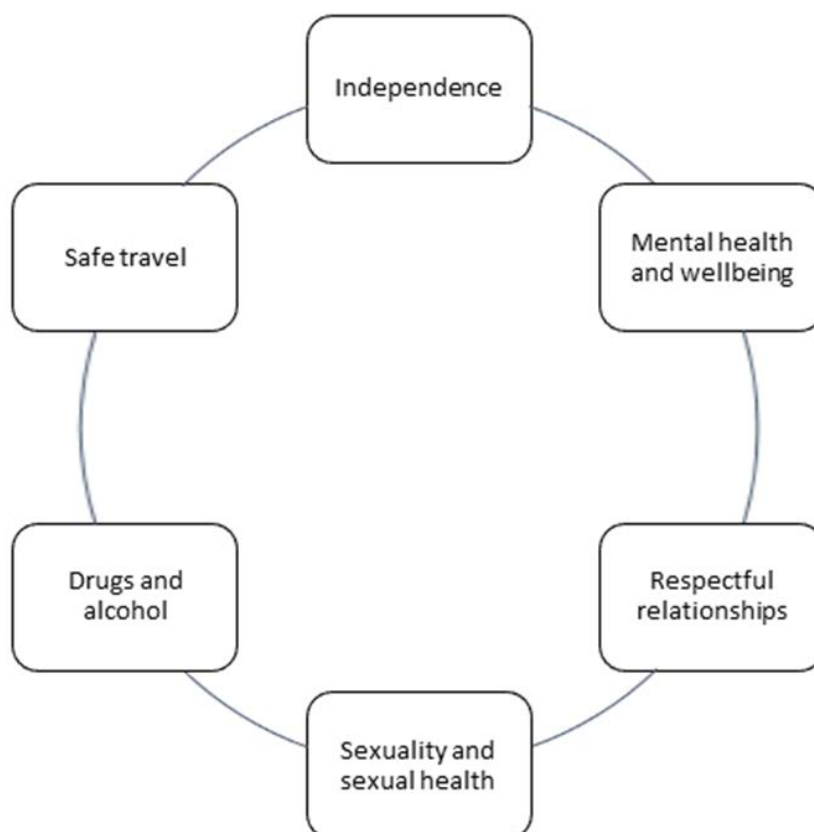 Independence
Mental health
and wellbeing
Respectful
relationships
Sexuality and
sexual health
Drugs and
alcohol
Safe travel